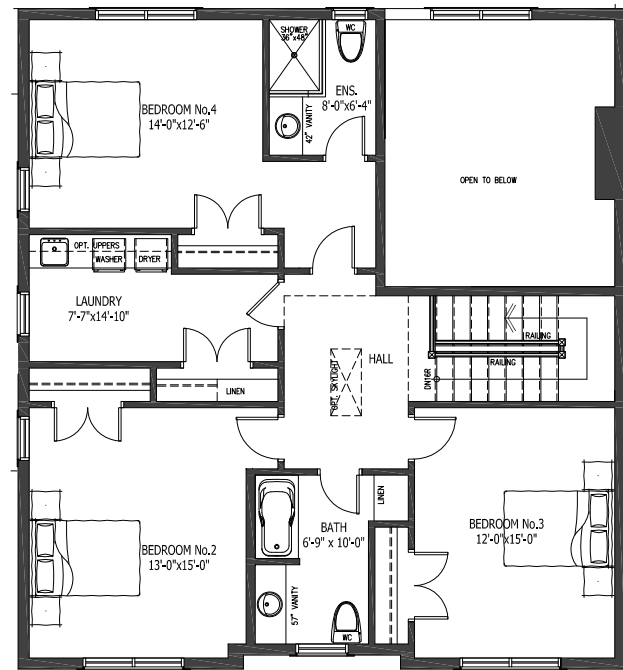 SHOWER
36"x48"
WC
ENS.
8'-0"x6'-4"
42" VANITY
BEDROOM No.4
14'-0"x12'-6"
OPEN TO BELOW
OPT. UPPERS
WASHER
DRYER
LAUNDRY
7'-7"x14'-10"
LINEN
HALL
OPT. SKYLIGHT
RAILING
RAILING
DN16R
LINEN
BATH
6'-9" x 10'-0"
BEDROOM No.3
12'-0"x15'-0"
BEDROOM No.2
13'-0"x15'-0"
57" VANITY
WC